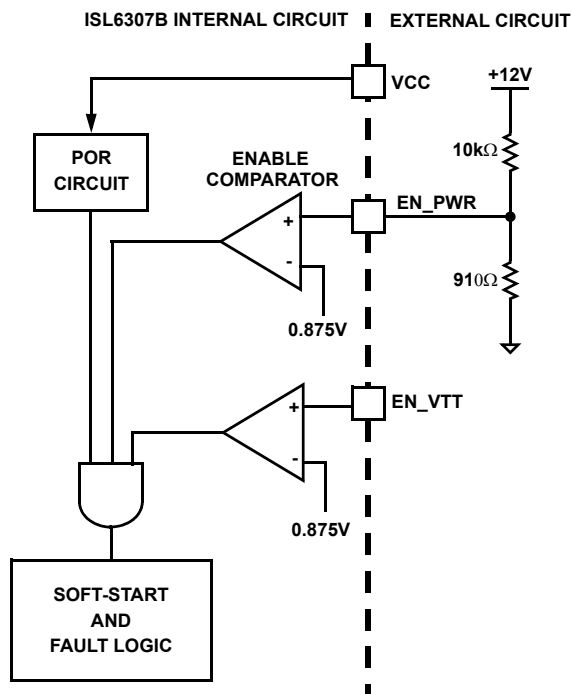 ISL6307B INTERNAL CIRCUIT
EXTERNAL CIRCUIT
VCC
+12V
POR
CIRCUIT
10kΩ
ENABLE
COMPARATOR
EN_PWR
+
-
0.875V
910Ω
EN_VTT
+
-
0.875V
SOFT-START
AND
FAULT LOGIC